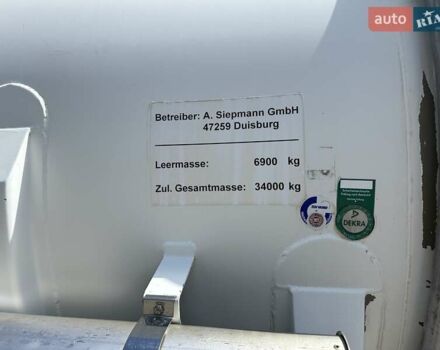 auto RIA
Betreiber: A. Siepmann GmbH
47259 Duisburg
Leermasse: 6900 kg
Zul. Gesamtmasse: 34000 kg
DEKRA